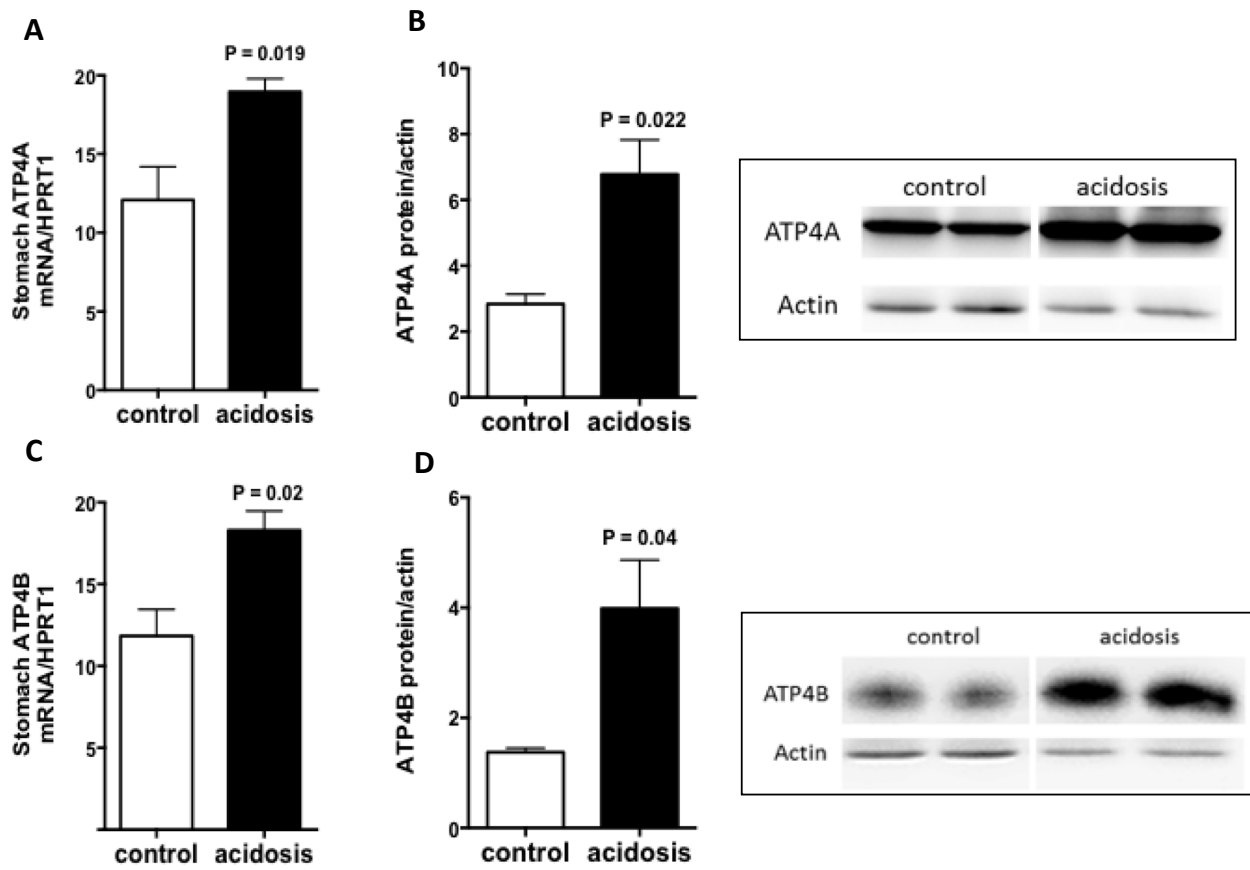 A
P = 0.019
20
15
10
5
0
Stomach ATP4A
mRNA/HPRT1
control acidosis
B
P = 0.022
10
8
6
4
2
0
ATP4A protein/actin
control acidosis
control acidosis
ATP4A
Actin
C
P = 0.02
20
15
10
5
Stomach ATP4B
mRNA/HPRT1
control acidosis
D
P = 0.04
6
4
2
0
ATP4B protein/actin
control acidosis
control acidosis
ATP4B
Actin